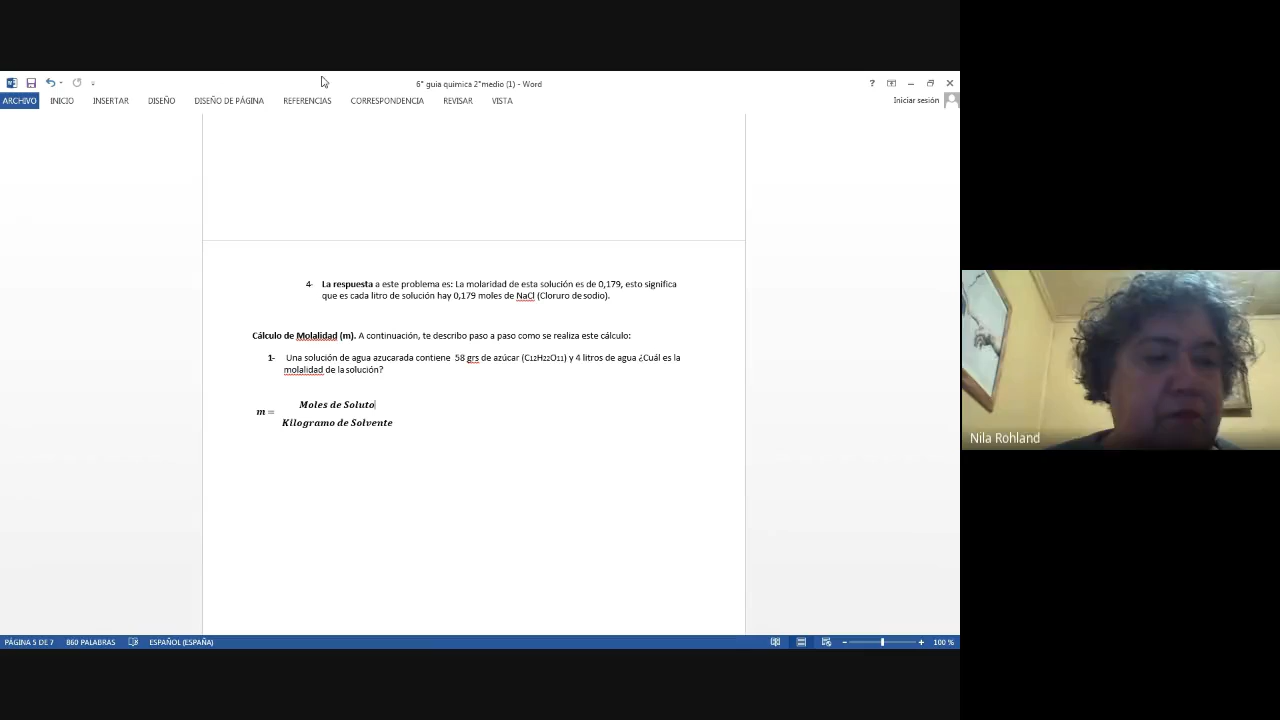 6° guia quimica 2°medio (1) - Word
ARCHIVO INICIO INSERTAR DISEÑO DISEÑO DE PÁGINA REFERENCIAS CORRESPONDENCIA REVISAR VISTA Iniciar sesión
4- La respuesta a este problema es: La molaridad de esta solución es de 0,179, esto significa
que es cada litro de solución hay 0,179 moles de NaCl (Cloruro de sodio).
Cálculo de Molalidad (m). A continuación, te describo paso a paso como se realiza este cálculo:
1- Una solución de agua azucarada contiene 58 grs de azúcar (C12H22O11) y 4 litros de agua ¿Cuál es la
molalidad de la solución?
Moles de Soluto
m =
Kilogramo de Solvente
Nila Rohland
PÁGINA 5 DE 7 860 PALABRAS ESPAÑOL (ESPAÑA) 100 %